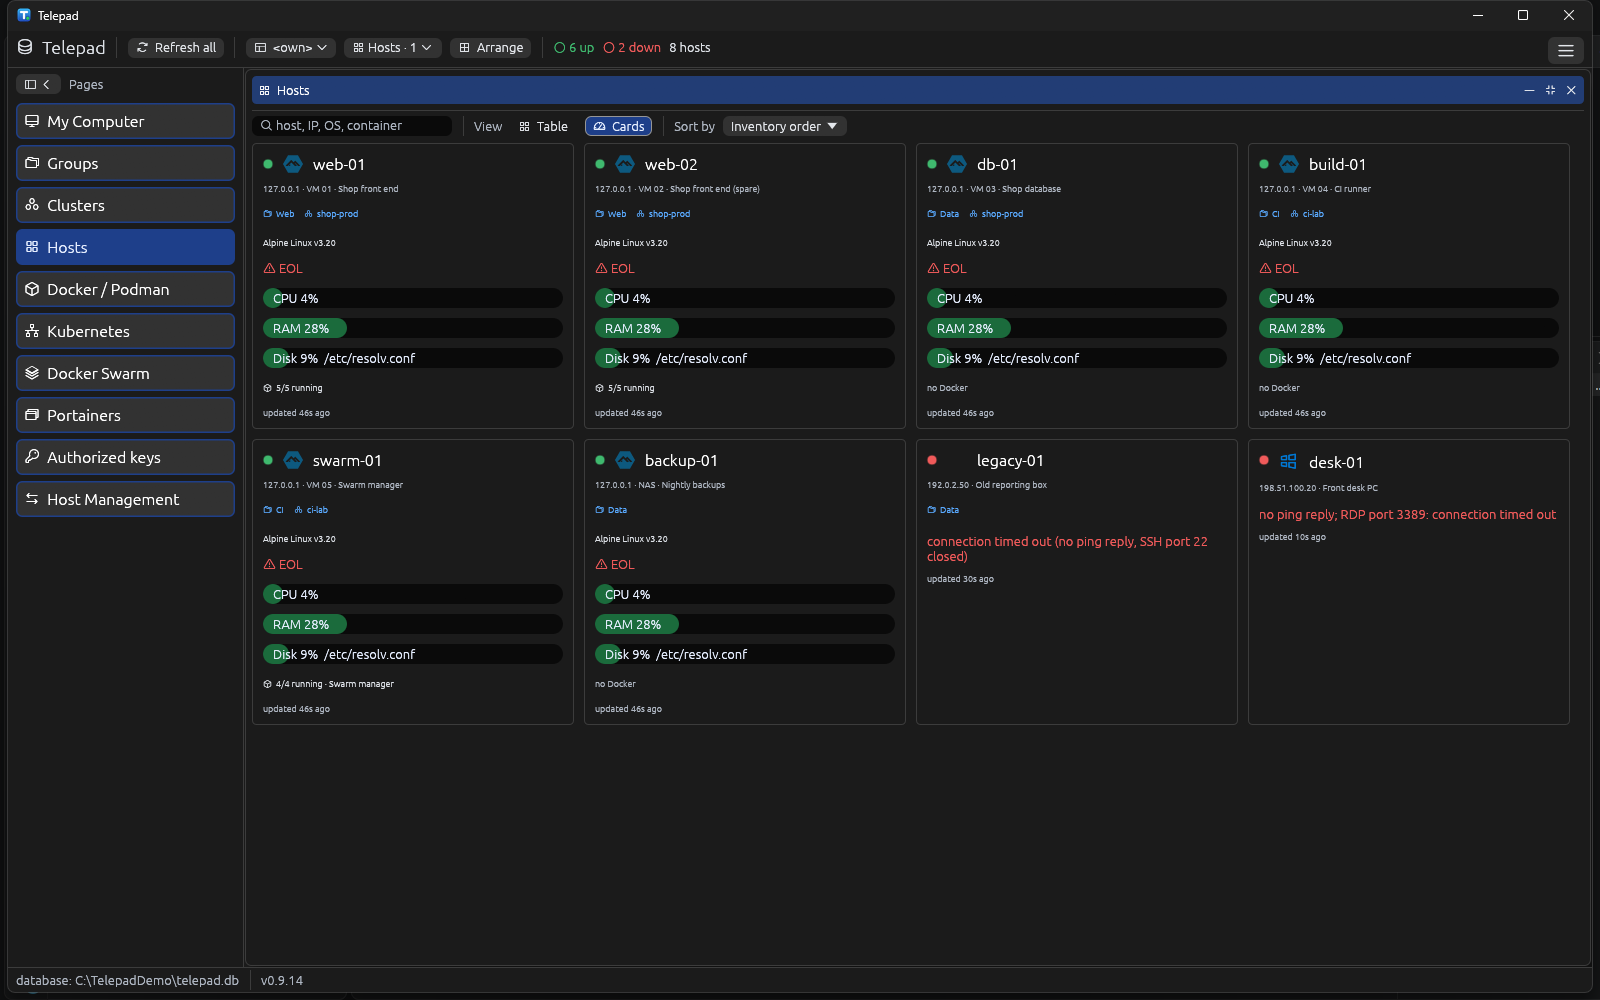 Telepad
Telepad
Refresh all
<own>
Hosts · 1
Arrange
6 up
2 down
8 hosts
Pages
My Computer
Groups
Clusters
Hosts
Docker / Podman
Kubernetes
Docker Swarm
Portainers
Authorized keys
Host Management
Hosts
host, IP, OS, container
View
Table
Cards
Sort by
Inventory order
web-01
127.0.0.1 · VM 01 · Shop front end
Web shop-prod
Alpine Linux v3.20
EOL
CPU 4%
RAM 28%
Disk 9% /etc/resolv.conf
5/5 running
updated 46s ago
web-02
127.0.0.1 · VM 02 · Shop front end (spare)
Web shop-prod
Alpine Linux v3.20
EOL
CPU 4%
RAM 28%
Disk 9% /etc/resolv.conf
5/5 running
updated 46s ago
db-01
127.0.0.1 · VM 03 · Shop database
Data shop-prod
Alpine Linux v3.20
EOL
CPU 4%
RAM 28%
Disk 9% /etc/resolv.conf
no Docker
updated 46s ago
build-01
127.0.0.1 · VM 04 · CI runner
CI ci-lab
Alpine Linux v3.20
EOL
CPU 4%
RAM 28%
Disk 9% /etc/resolv.conf
no Docker
updated 46s ago
swarm-01
127.0.0.1 · VM 05 · Swarm manager
CI ci-lab
Alpine Linux v3.20
EOL
CPU 4%
RAM 28%
Disk 9% /etc/resolv.conf
4/4 running · Swarm manager
updated 46s ago
backup-01
127.0.0.1 · NAS · Nightly backups
Data
Alpine Linux v3.20
EOL
CPU 4%
RAM 28%
Disk 9% /etc/resolv.conf
no Docker
updated 46s ago
legacy-01
192.0.2.50 · Old reporting box
Data
connection timed out (no ping reply, SSH port 22
closed)
updated 30s ago
desk-01
198.51.100.20 · Front desk PC
no ping reply; RDP port 3389: connection timed out
updated 10s ago
database: C:\TelepadDemo\telepad.db
v0.9.14